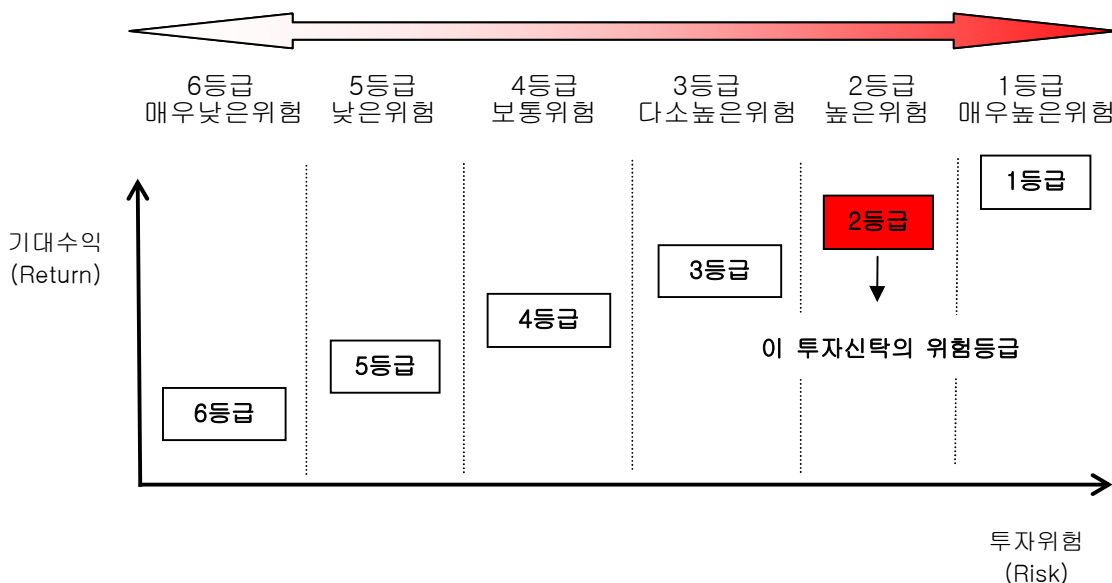 6등급
매우낮은위험
5등급
낮은위험
4등급
보통위험
3등급
다소높은위험
2등급
높은위험
1등급
매우높은위험
1등급
2등급
기대수익
(Return)
3등급
4등급
이 투자신탁의 위험등급
5등급
6등급
투자위험
(Risk)